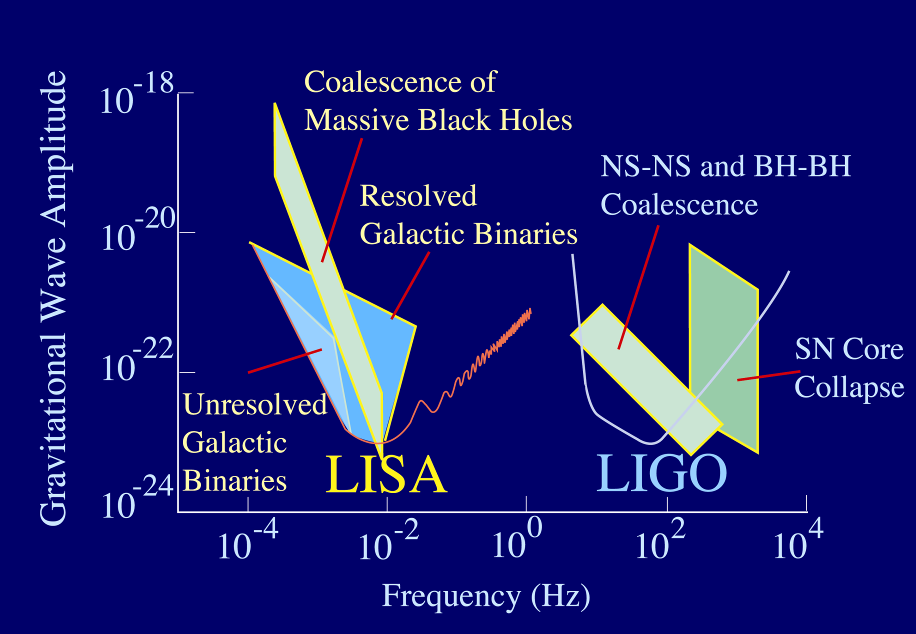 Coalescence of
Massive Black Holes
Resolved
Galactic Binaries
NS-NS and BH-BH
Coalescence
SN Core
Collapse
Unresolved
Galactic
Binaries
LISA
LIGO
Gravitational Wave Amplitude
10^-18
10^-20
10^-22
10^-24
10^-4 10^-2 10^0 10^2 10^4
Frequency (Hz)